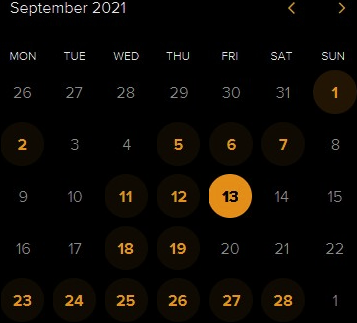 September 2021 < >
MON TUE WED THU FRI SAT SUN
26 27 28 29 30 31 1
2 3 4 5 6 7 8
9 10 11 12 13 14 15
16 17 18 19 20 21 22
23 24 25 26 27 28 1